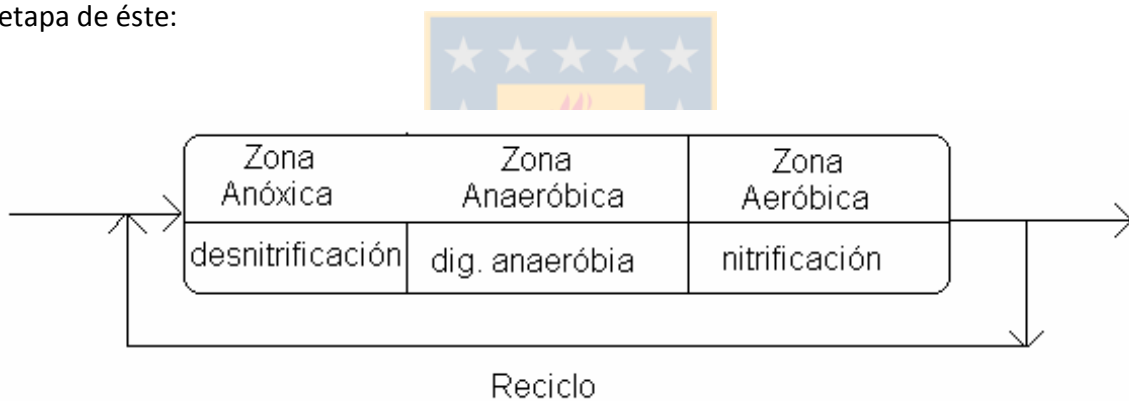 etapa de éste:
Zona
Anóxica
Zona
Anaeróbica
Zona
Aeróbica
desnitrificación
dig. anaeróbia
nitrificación
Reciclo